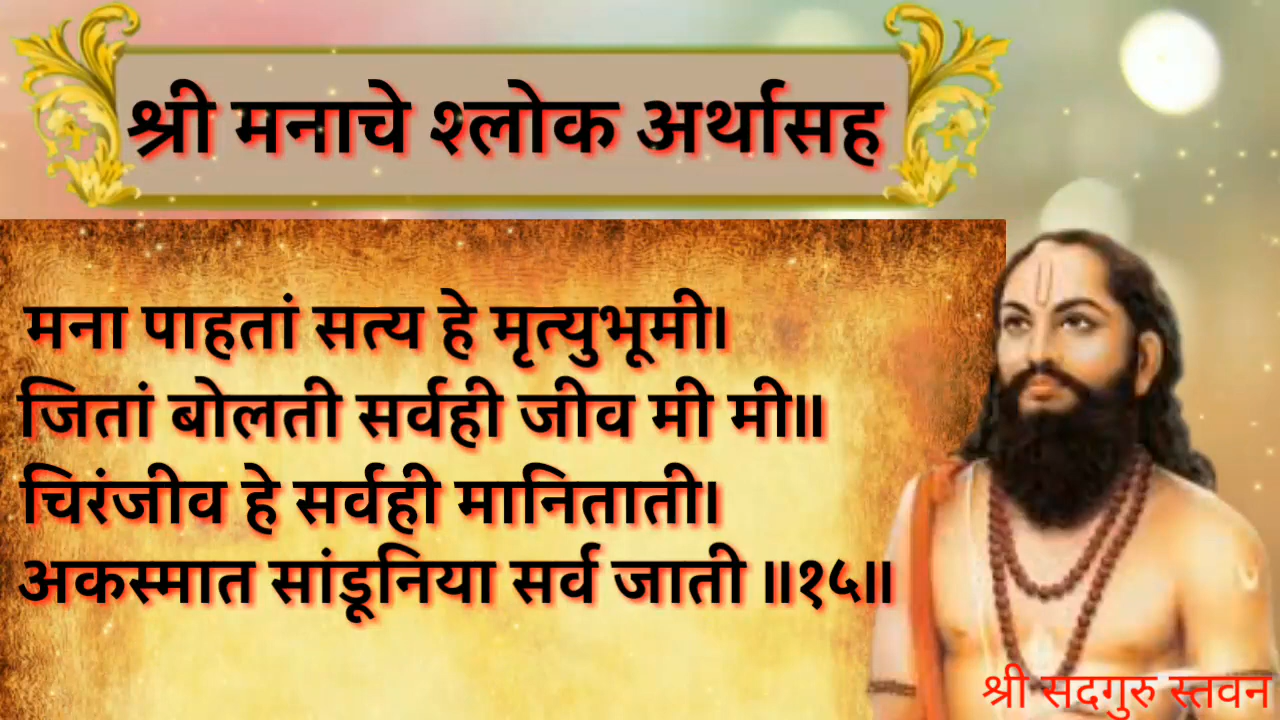 श्री मनाचे श्लोक अर्थासह
मना पाहतां सत्य हे मृत्युभूमी।
जितां बोलती सर्वही जीव मी मी॥
चिरंजीव हे सर्वही मानिताती।
अकस्मात सांडूनिया सर्व जाती ॥१५॥
श्री सदगुरु स्तवन